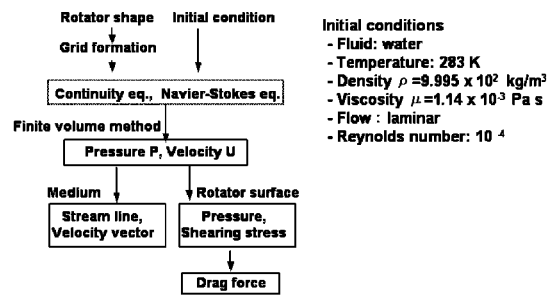 Rotator shape
Initial condition
Grid formation
Continuity eq., Navier-Stokes eq.
Finite volume method
Pressure P, Velocity U
Medium
Rotator surface
Stream line,
Velocity vector
Pressure,
Shearing stress
Drag force
Initial conditions
- Fluid: water
- Temperature: 283 K
- Density ρ=9.995 x 10² kg/m³
- Viscosity μ=1.14 x 10⁻³ Pa s
- Flow : laminar
- Reynolds number: 10⁻⁴